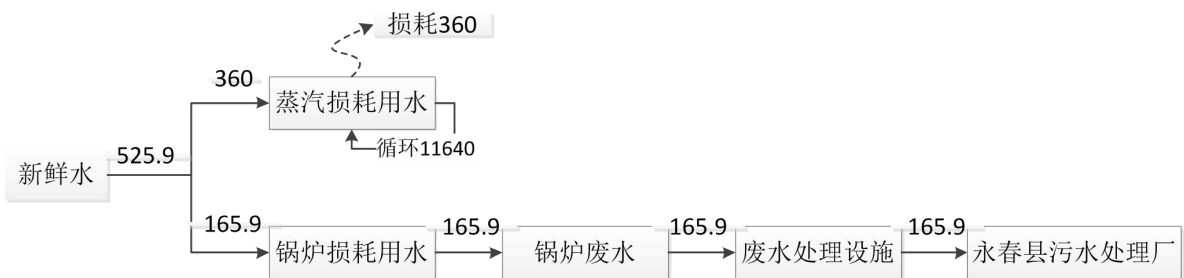 损耗360
360
蒸汽损耗用水
循环11640
525.9
新鲜水
165.9
锅炉损耗用水
165.9
锅炉废水
165.9
废水处理设施
165.9
永春县污水处理厂